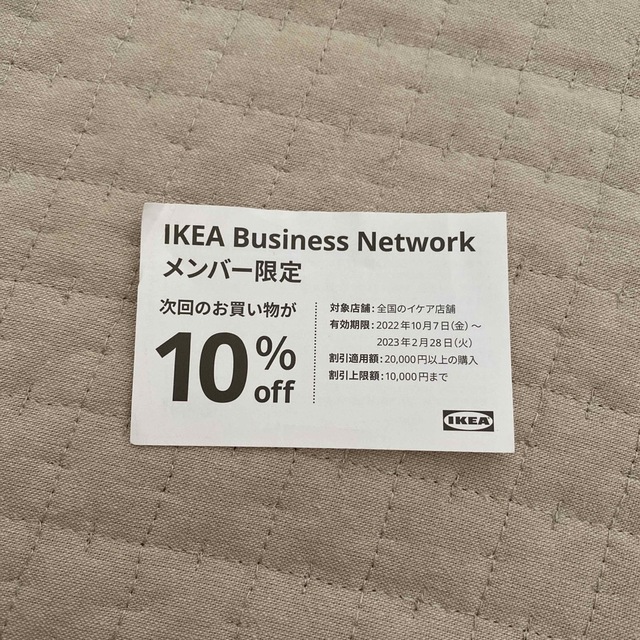 IKEA Business Network
メンバー限定
次回のお買い物が
10%
off
対象店舗：全国のイケア店舗
有効期限：2022年10月7日（金）～
2023年2月28日（火）
割引適用額：20,000円以上の購入
割引上限額：10,000円まで
IKEA